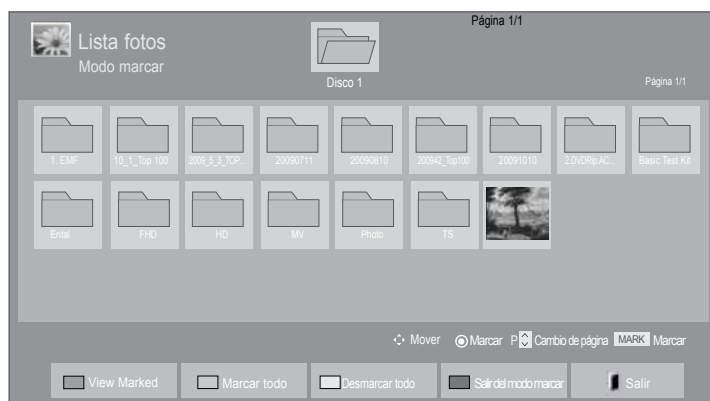 Página 1/1
Lista fotos
Modo marcar
Disco 1
Página 1/1
1. EMF
10_1_Top 100
2009_5_3_TOP...
20090711
20090810
200942_Top100
20091010
2.DVDRip.AC...
Basic Test Kit
Ental
FHD
HD
MV
Photo
TS
Mover Marcar P Cambio de página MARK Marcar
View Marked Marcar todo Desmarcar todo Salir del modo marcar Salir